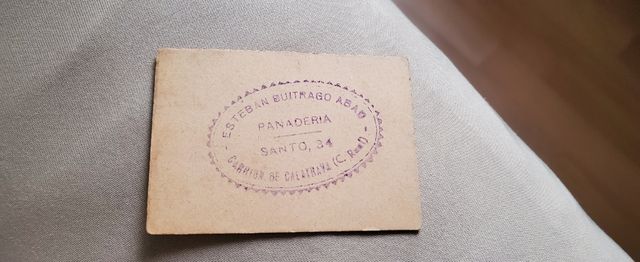 - ESTEBAN BUITRAGO ABAD -
PANADERIA
SANTO, 34
CARRION DE CALATRAVA (C. Real)